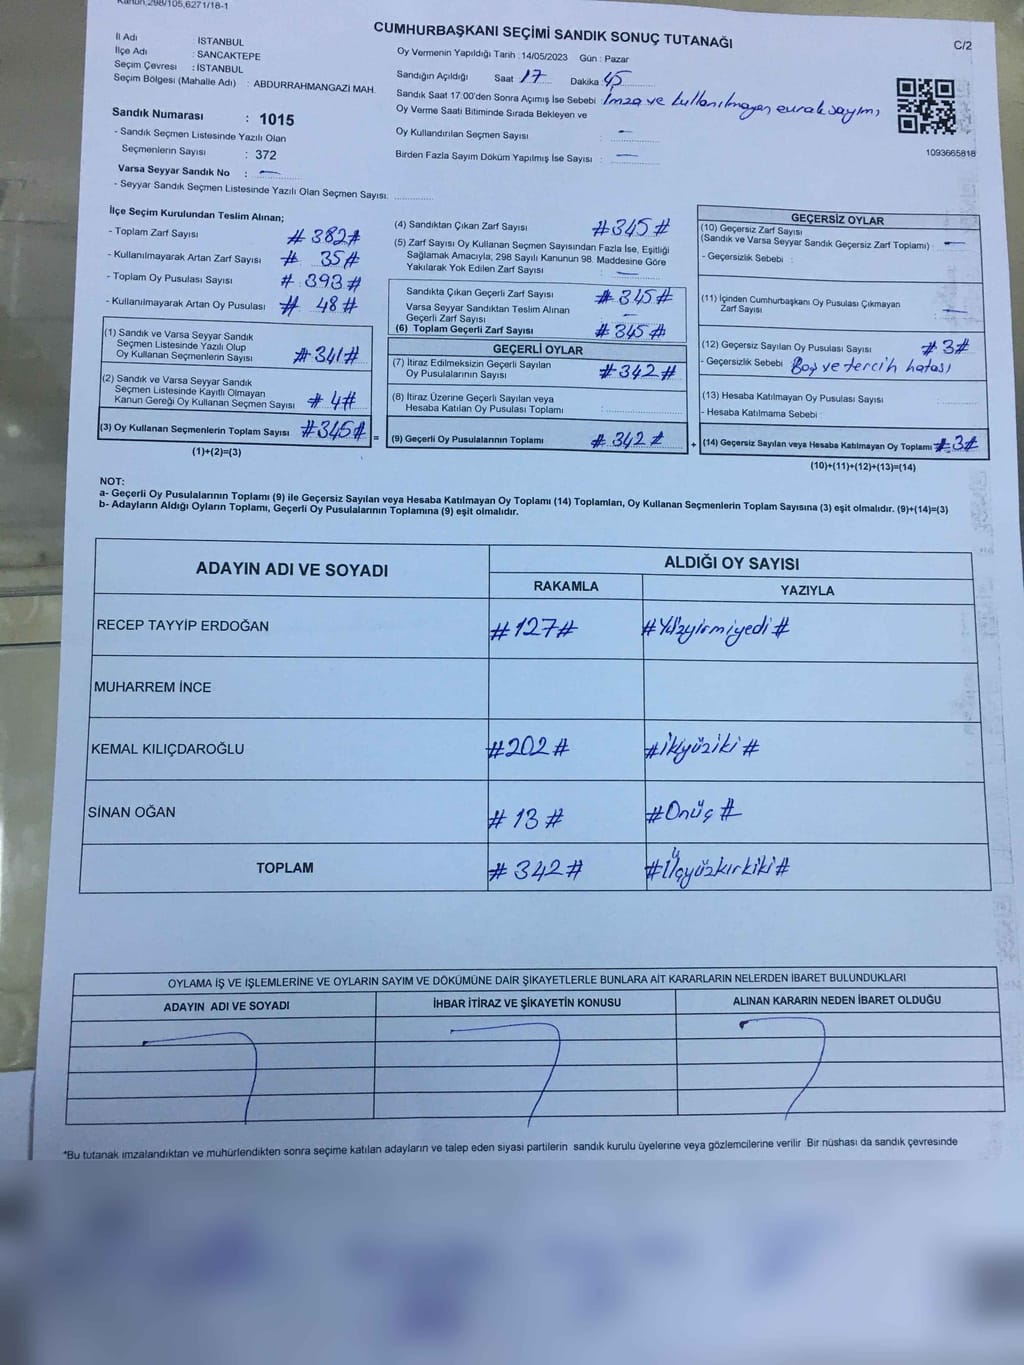 Kanun,298/105,6271/18-1
CUMHURBAŞKANI SEÇİMİ SANDIK SONUÇ TUTANAĞI
C/2
İl Adı : İSTANBUL
İlçe Adı : SANCAKTEPE
Seçim Çevresi : İSTANBUL
Seçim Bölgesi (Mahalle Adı) : ABDURRAHMANGAZİ MAH.
Sandık Numarası : 1015
- Sandık Seçmen Listesinde Yazılı Olan
Seçmenlerin Sayısı : 372
Varsa Seyyar Sandık No : —
- Seyyar Sandık Seçmen Listesinde Yazılı Olan Seçmen Sayısı:
Oy Vermenin Yapıldığı Tarih : 14/05/2023 Gün : Pazar
Sandığın Açıldığı Saat 17 Dakika 45
Sandık Saat 17:00'den Sonra Açımış İse Sebebi : İmza ve kullanılmayan evrak sayımı
Oy Verme Saati Bitiminde Sırada Bekleyen ve
Oy Kullandırılan Seçmen Sayısı : —
Birden Fazla Sayım Döküm Yapılmış İse Sayısı : —
1093665818
İlçe Seçim Kurulundan Teslim Alınan;
- Toplam Zarf Sayısı # 382#
- Kullanılmayarak Artan Zarf Sayısı # 35#
- Toplam Oy Pusulası Sayısı # 393#
- Kullanılmayarak Artan Oy Pusulası # 48#
(1) Sandık ve Varsa Seyyar Sandık
Seçmen Listesinde Yazılı Olup
Oy Kullanan Seçmenlerin Sayısı #341#
(2) Sandık ve Varsa Seyyar Sandık
Seçmen Listesinde Kayıtlı Olmayan
Kanun Gereği Oy Kullanan Seçmen Sayısı # 4#
(3) Oy Kullanan Seçmenlerin Toplam Sayısı #345# =
(1)+(2)=(3)
(4) Sandıktan Çıkan Zarf Sayısı #345#
(5) Zarf Sayısı Oy Kullanan Seçmen Sayısından Fazla İse, Eşitliği
Sağlamak Amacıyla, 298 Sayılı Kanunun 98. Maddesine Göre
Yakılarak Yok Edilen Zarf Sayısı : —
Sandıkta Çıkan Geçerli Zarf Sayısı #345#
Varsa Seyyar Sandıktan Teslim Alınan
Geçerli Zarf Sayısı —
(6) Toplam Geçerli Zarf Sayısı #345#
GEÇERLİ OYLAR
(7) İtiraz Edilmeksizin Geçerli Sayılan
Oy Pusulalarının Sayısı #342#
(8) İtiraz Üzerine Geçerli Sayılan veya
Hesaba Katılan Oy Pusulası Toplamı :
(9) Geçerli Oy Pusulalarının Toplamı # 342 # +
GEÇERSİZ OYLAR
(10) Geçersiz Zarf Sayısı
(Sandık ve Varsa Seyyar Sandık Geçersiz Zarf Toplamı) —
- Geçersizlik Sebebi :
(11) İçinden Cumhurbaşkanı Oy Pusulası Çıkmayan
Zarf Sayısı —
(12) Geçersiz Sayılan Oy Pusulası Sayısı #3#
- Geçersizlik Sebebi Boş ve tercih hatası
(13) Hesaba Katılmayan Oy Pusulası Sayısı
- Hesaba Katılmama Sebebi
(14) Geçersiz Sayılan veya Hesaba Katılmayan Oy Toplamı #3#
(10)+(11)+(12)+(13)=(14)
NOT:
a- Geçerli Oy Pusulalarının Toplamı (9) ile Geçersiz Sayılan veya Hesaba Katılmayan Oy Toplamı (14) Toplamları, Oy Kullanan Seçmenlerin Toplam Sayısına (3) eşit olmalıdır. (9)+(14)=(3)
b- Adayların Aldığı Oyların Toplamı, Geçerli Oy Pusulalarının Toplamına (9) eşit olmalıdır.
ADAYIN ADI VE SOYADI ALDIĞI OY SAYISI
RAKAMLA YAZIYLA
RECEP TAYYİP ERDOĞAN #127# #Yüzyirmiyedi#
MUHARREM İNCE
KEMAL KILIÇDAROĞLU #202# #ikiyüziki#
SİNAN OĞAN # 13 # #Onüç#
TOPLAM # 342# #Üçyüzkırkiki#
OYLAMA İŞ VE İŞLEMLERİNE VE OYLARIN SAYIM VE DÖKÜMÜNE DAİR ŞİKAYETLERLE BUNLARA AİT KARARLARIN NELERDEN İBARET BULUNDUKLARI
ADAYIN ADI VE SOYADI İHBAR İTİRAZ VE ŞİKAYETİN KONUSU ALINAN KARARIN NEDEN İBARET OLDUĞU
*Bu tutanak imzalandıktan ve mühürlendikten sonra seçime katılan adayların ve talep eden siyasi partilerin sandık kurulu üyelerine veya gözlemcilerine verilir Bir nüshası da sandık çevresinde